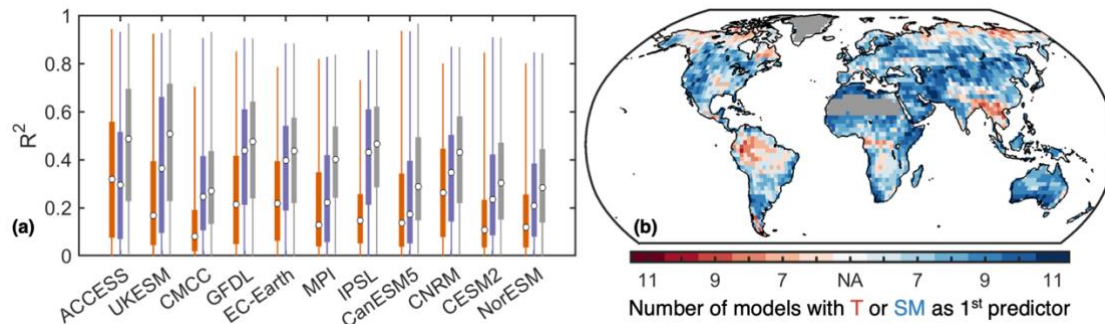 1
0.8
0.6
0.4
0.2
0
R²
(a)
ACCESS
UKESM
CMCC
GFDL
EC-Earth
MPI
IPSL
CanESM5
CNRM
CESM2
NorESM
(b)
11 9 7 NA 7 9 11
Number of models with T or SM as 1st predictor